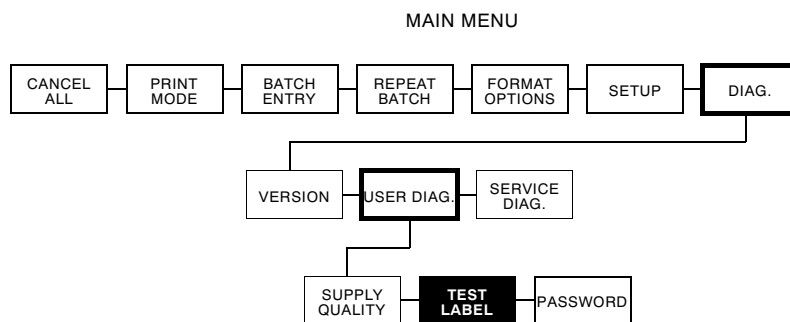 MAIN MENU
CANCEL
ALL
PRINT
MODE
BATCH
ENTRY
REPEAT
BATCH
FORMAT
OPTIONS
SETUP
DIAG.
VERSION
USER DIAG.
SERVICE
DIAG.
SUPPLY
QUALITY
TEST
LABEL
PASSWORD